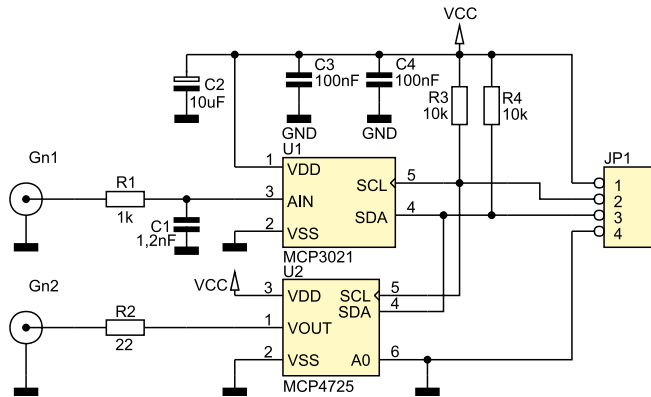 VCC
C2
10uF
C3
100nF
C4
100nF
R3
10k
R4
10k
GND
GND
JP1
1
2
3
4
Gn1
R1
1k
C1
1,2nF
U1
1
VDD
3
AIN
2
VSS
SCL
5
SDA
4
MCP3021
Gn2
R2
22
VCC
U2
3
VDD
1
VOUT
2
VSS
SCL
5
SDA
4
A0
6
MCP4725